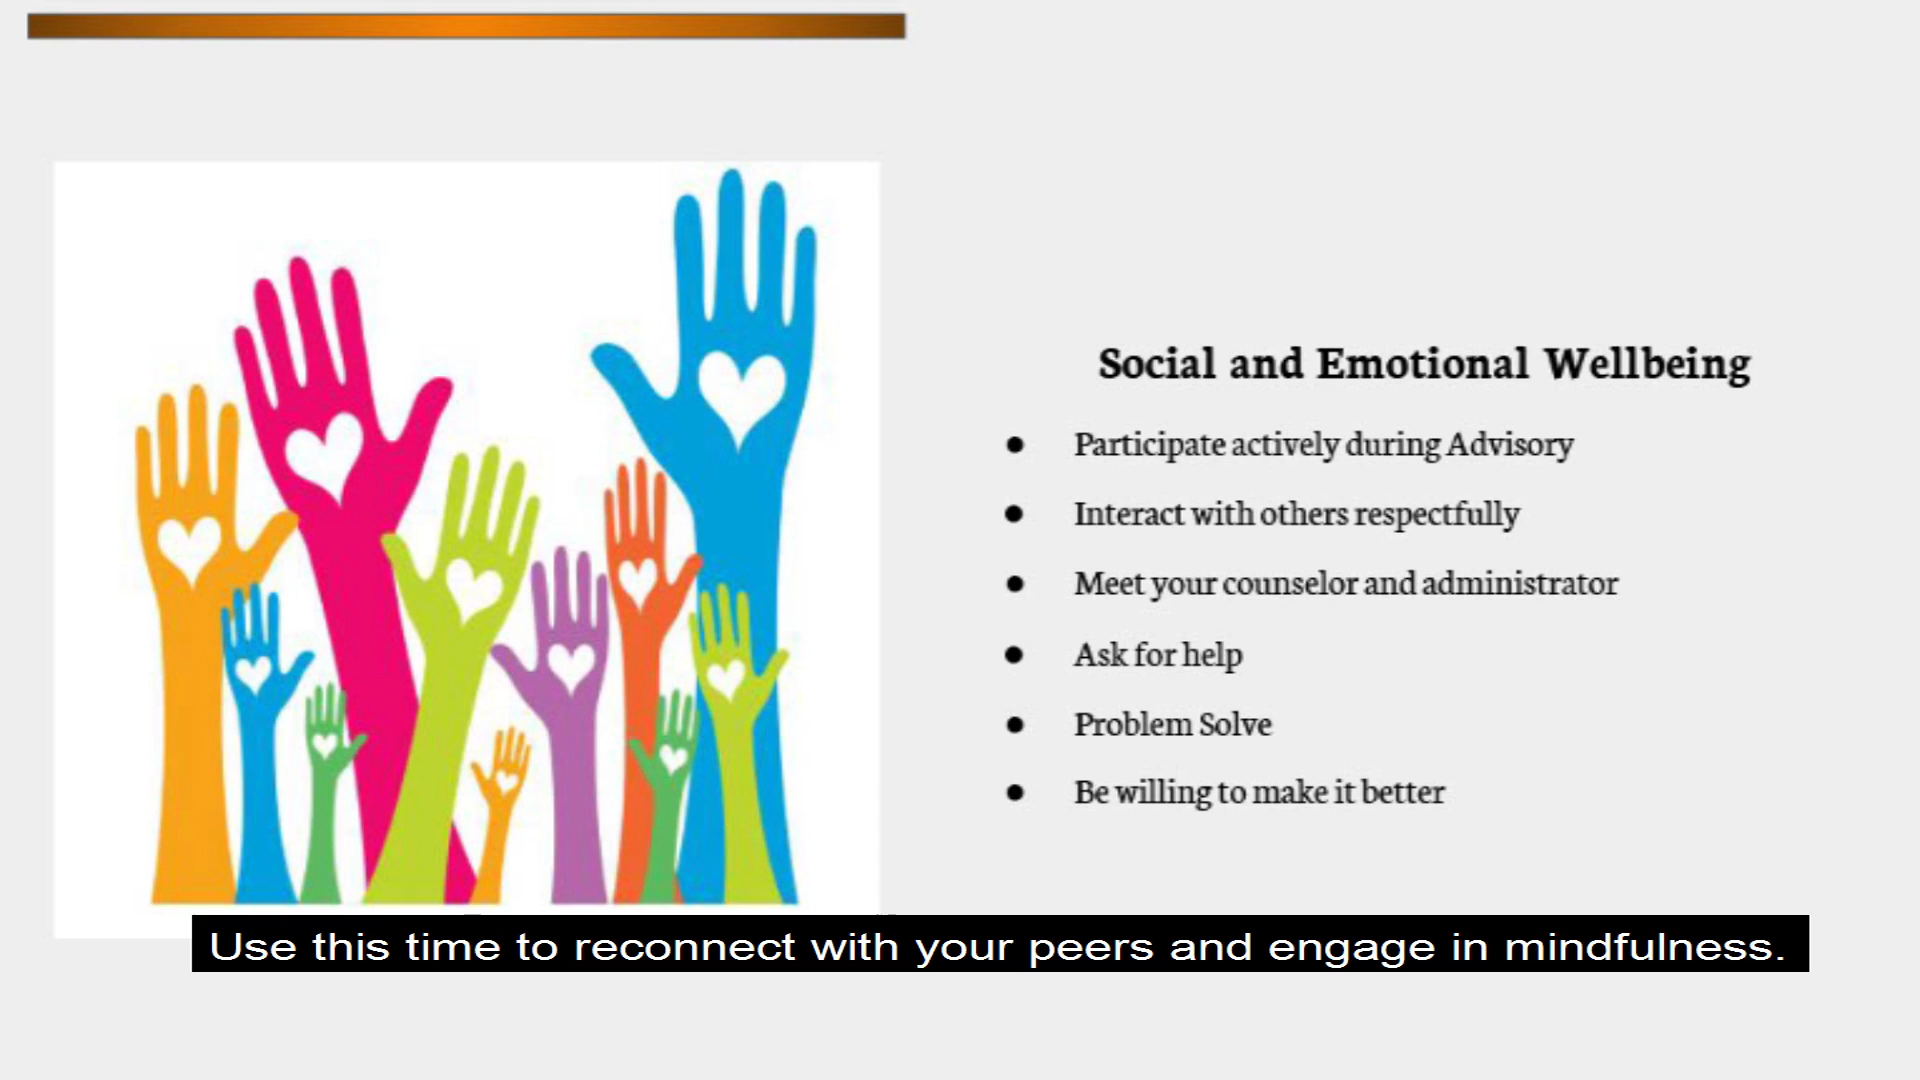 Social and Emotional Wellbeing
● Participate actively during Advisory
● Interact with others respectfully
● Meet your counselor and administrator
● Ask for help
● Problem Solve
● Be willing to make it better
Use this time to reconnect with your peers and engage in mindfulness.